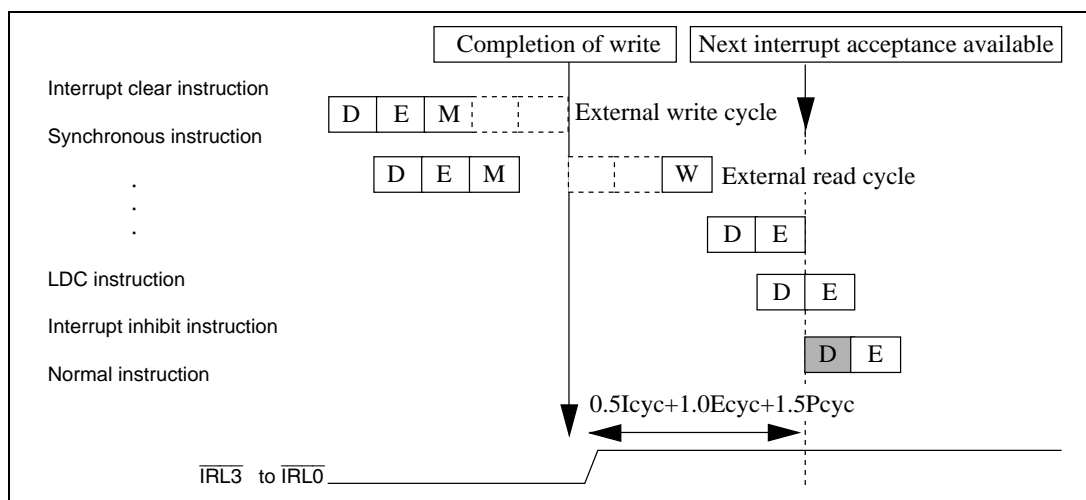 Completion of write
Next interrupt acceptance available
Interrupt clear instruction
D E M
External write cycle
Synchronous instruction
D E M
W
External read cycle
.
.
.
D E
LDC instruction
D E
Interrupt inhibit instruction
D E
Normal instruction
0.5Icyc+1.0Ecyc+1.5Pcyc
IRL3 to IRL0